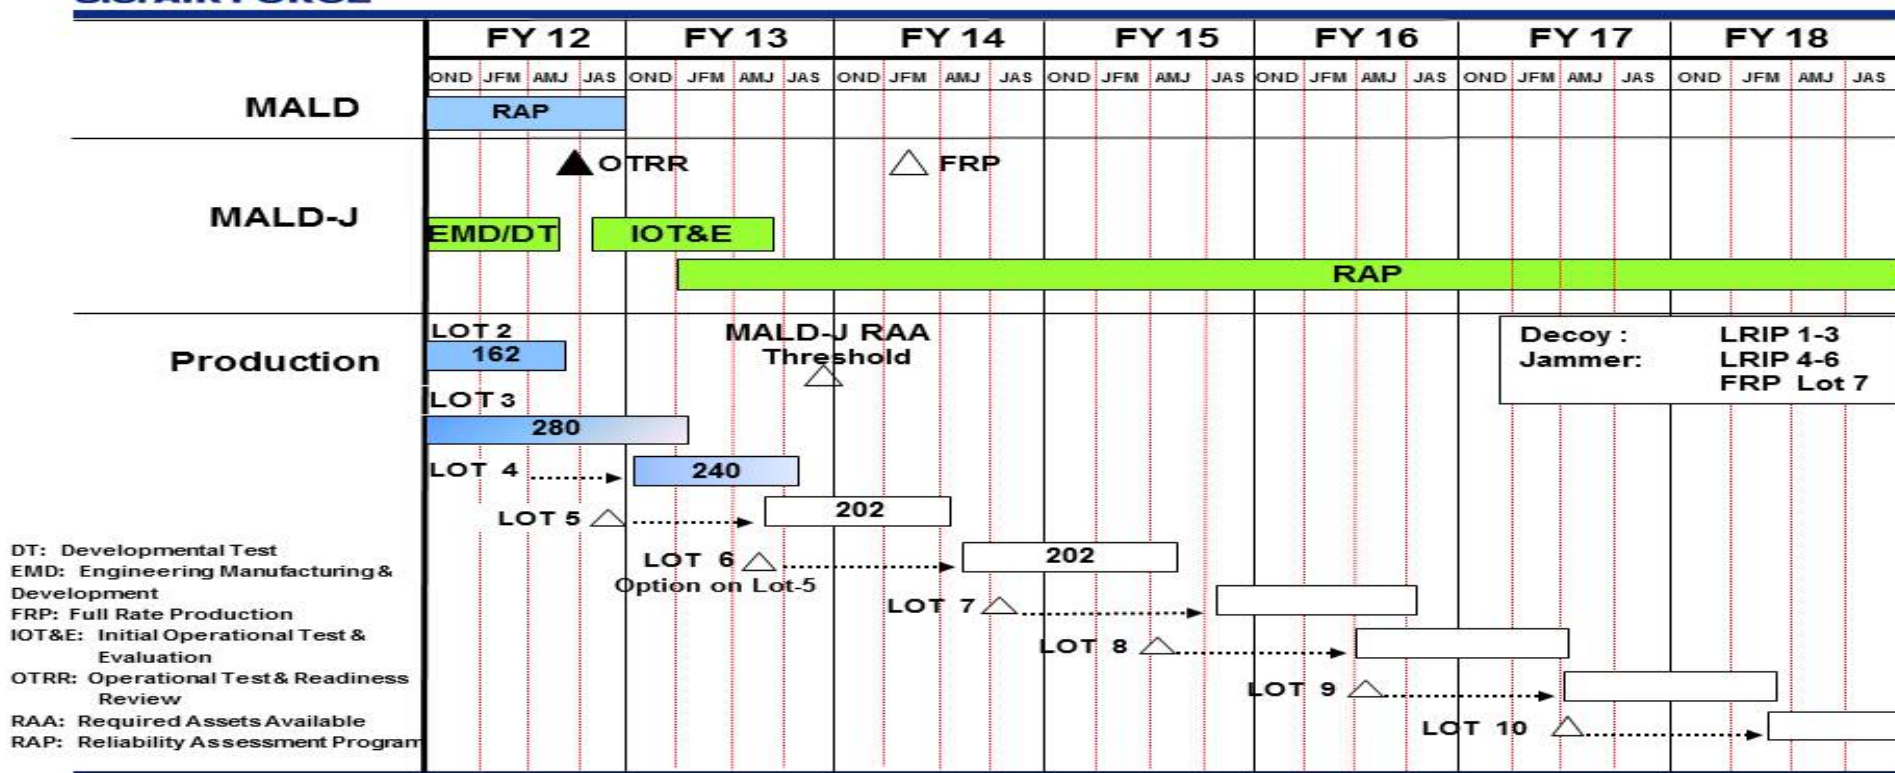 FY 12 FY 13 FY 14 FY 15 FY 16 FY 17 FY 18
OND JFM AMJ JAS OND JFM AMJ JAS OND JFM AMJ JAS OND JFM AMJ JAS OND JFM AMJ JAS OND JFM AMJ JAS OND JFM AMJ JAS
MALD
RAP
MALD-J
OTRR
FRP
EMD/DT
IOT&E
RAP
Production
LOT 2
162
MALD-J RAA
Threshold
Decoy : LRIP 1-3
Jammer: LRIP 4-6
FRP Lot 7
LOT 3
280
LOT 4
240
LOT 5
202
LOT 6
Option on Lot-5
202
LOT 7
LOT 8
LOT 9
LOT 10
DT: Developmental Test
EMD: Engineering Manufacturing &
Development
FRP: Full Rate Production
IOT&E: Initial Operational Test &
Evaluation
OTRR: Operational Test & Readiness
Review
RAA: Required Assets Available
RAP: Reliability Assessment Program